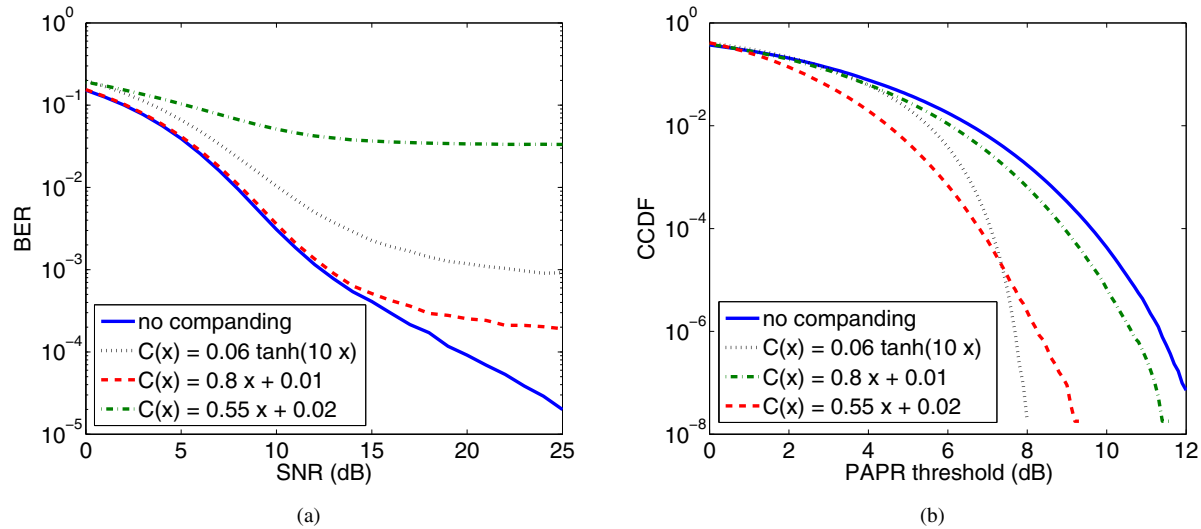 10^0
10^-1
10^-2
10^-3
10^-4
10^-5
BER
no companding
C(x) = 0.06 tanh(10 x)
C(x) = 0.8 x + 0.01
C(x) = 0.55 x + 0.02
0 5 10 15 20 25
SNR (dB)
(a)
10^0
10^-2
10^-4
10^-6
10^-8
CCDF
no companding
C(x) = 0.06 tanh(10 x)
C(x) = 0.8 x + 0.01
C(x) = 0.55 x + 0.02
0 2 4 6 8 10 12
PAPR threshold (dB)
(b)